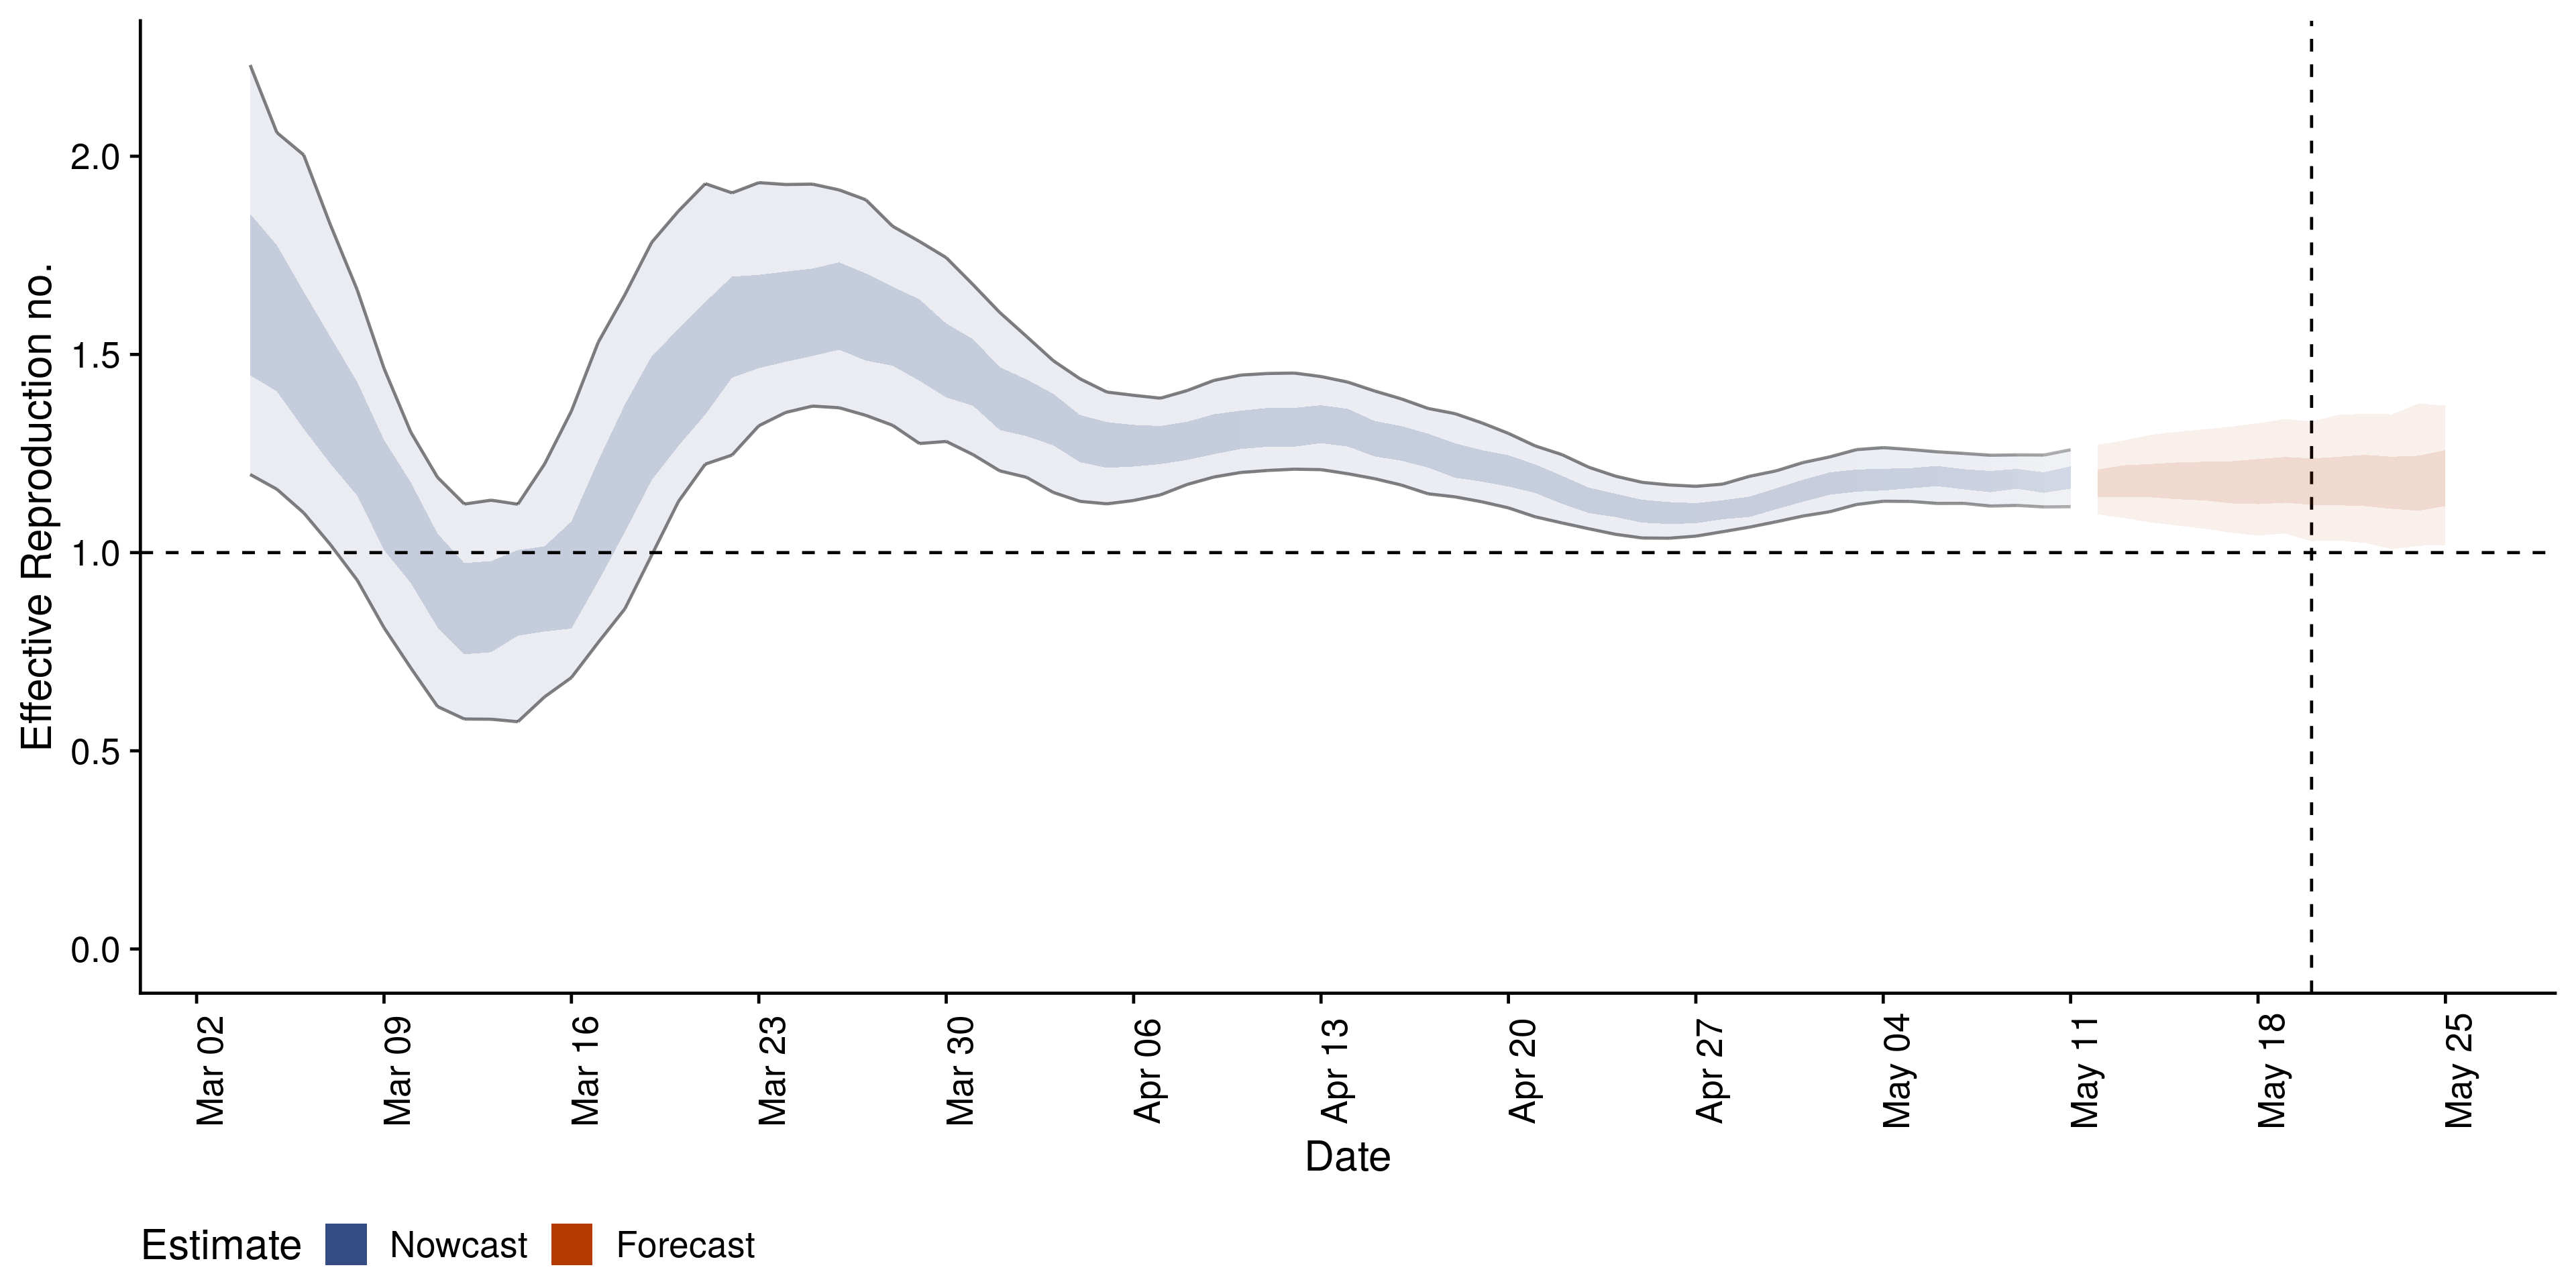 Effective Reproduction no.
2.0
1.5
1.0
0.5
0.0
Mar 02
Mar 09
Mar 16
Mar 23
Mar 30
Apr 06
Apr 13
Apr 20
Apr 27
May 04
May 11
May 18
May 25
Date
Estimate Nowcast Forecast